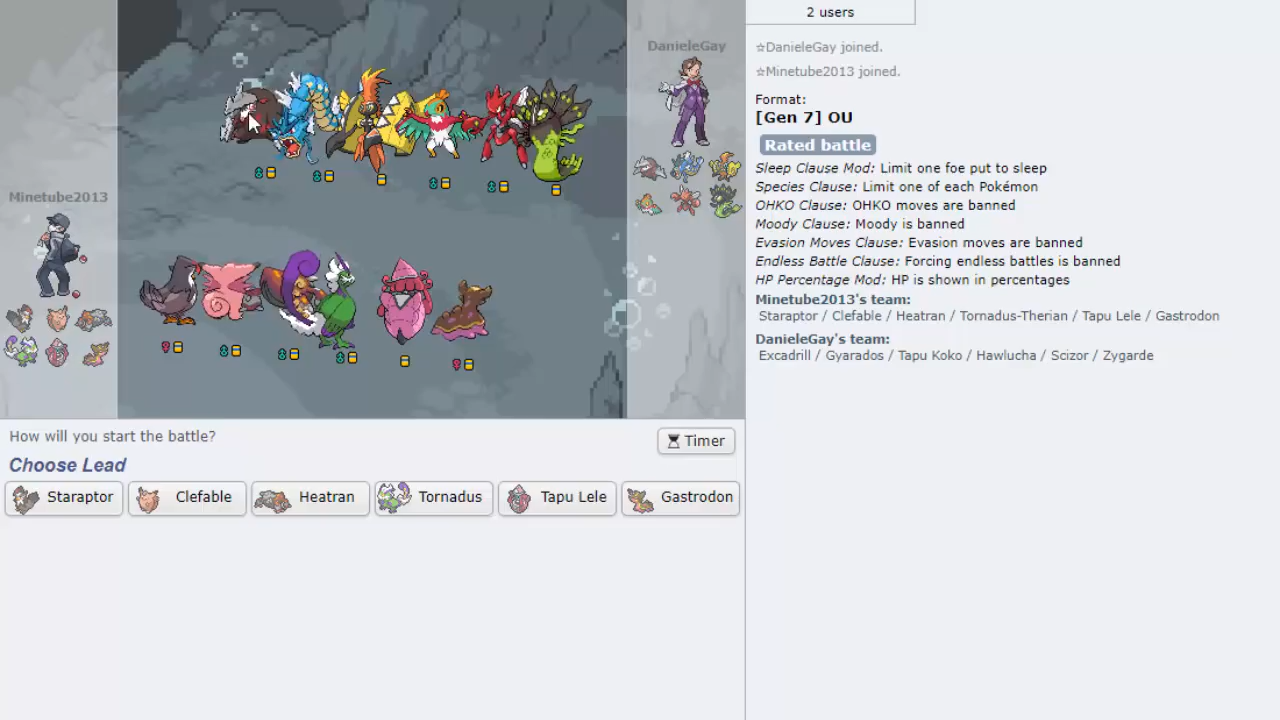 2 users
DanieleGay
Minetube2013
☆DanieleGay joined.
☆Minetube2013 joined.
Format:
[Gen 7] OU
Rated battle
Sleep Clause Mod: Limit one foe put to sleep
Species Clause: Limit one of each Pokémon
OHKO Clause: OHKO moves are banned
Moody Clause: Moody is banned
Evasion Moves Clause: Evasion moves are banned
Endless Battle Clause: Forcing endless battles is banned
HP Percentage Mod: HP is shown in percentages
Minetube2013's team:
Staraptor / Clefable / Heatran / Tornadus-Therian / Tapu Lele / Gastrodon
DanieleGay's team:
Excadrill / Gyarados / Tapu Koko / Hawlucha / Scizor / Zygarde
How will you start the battle?
Timer
Choose Lead
Staraptor Clefable Heatran Tornadus Tapu Lele Gastrodon